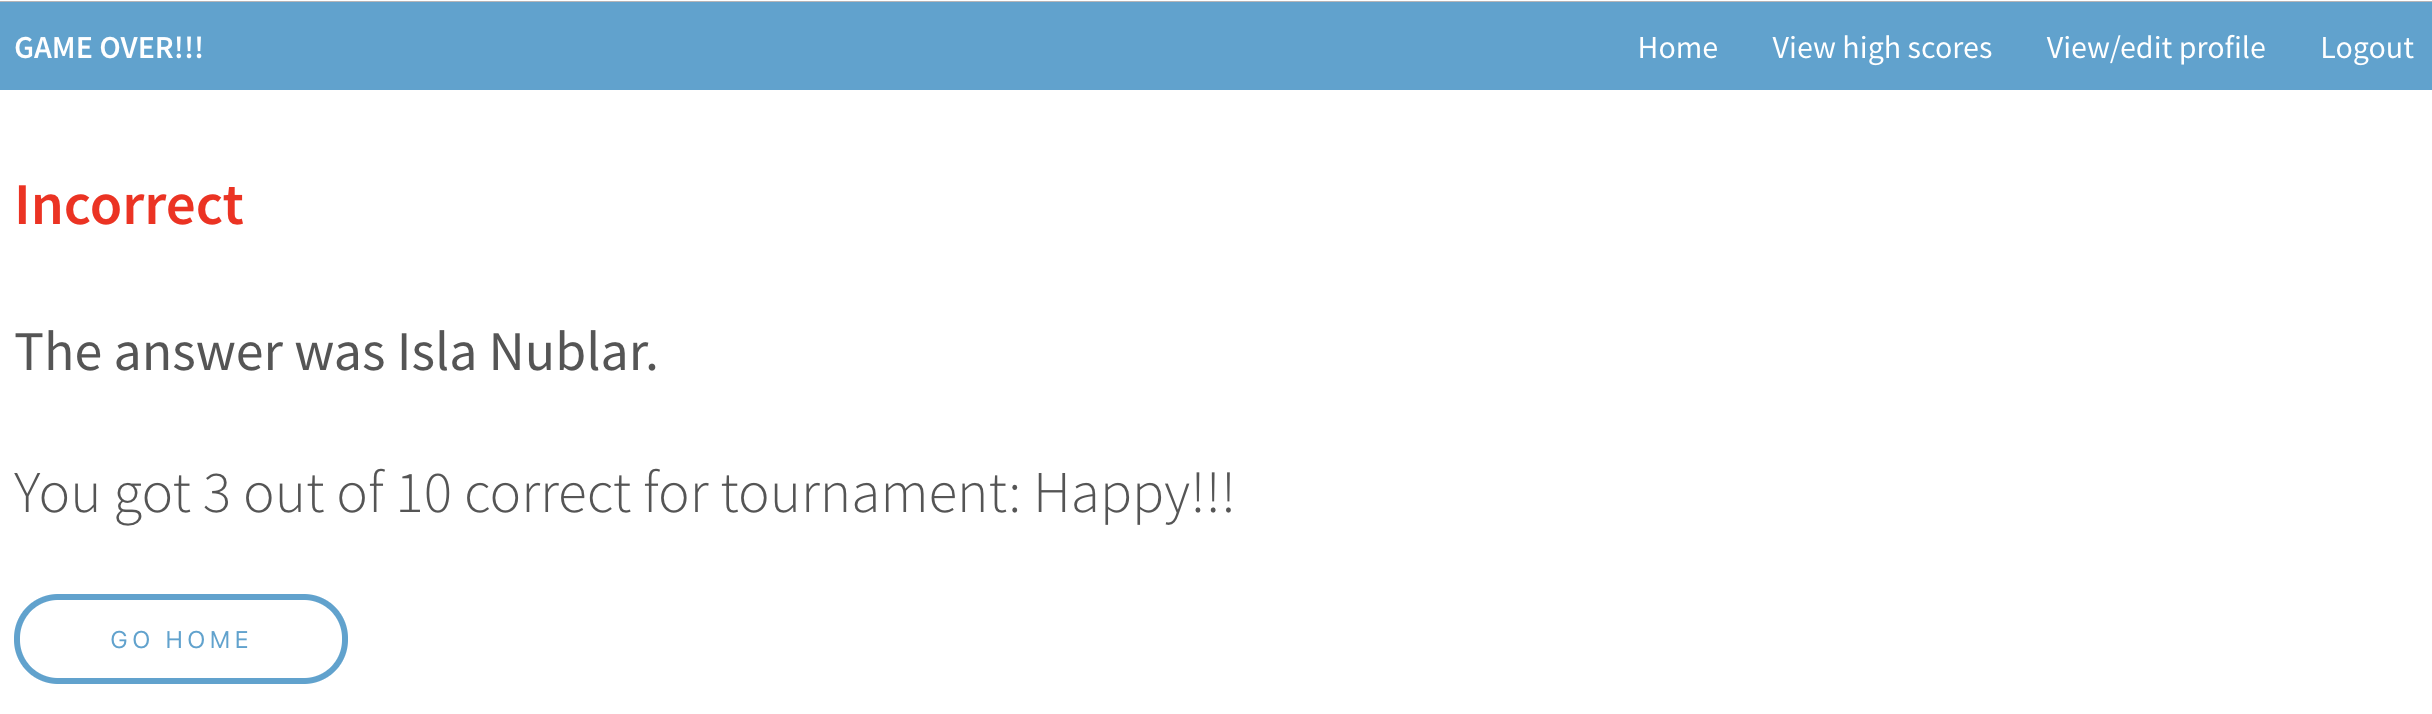 GAME OVER!!!
Home View high scores View/edit profile Logout
Incorrect
The answer was Isla Nublar.
You got 3 out of 10 correct for tournament: Happy!!!
GO HOME